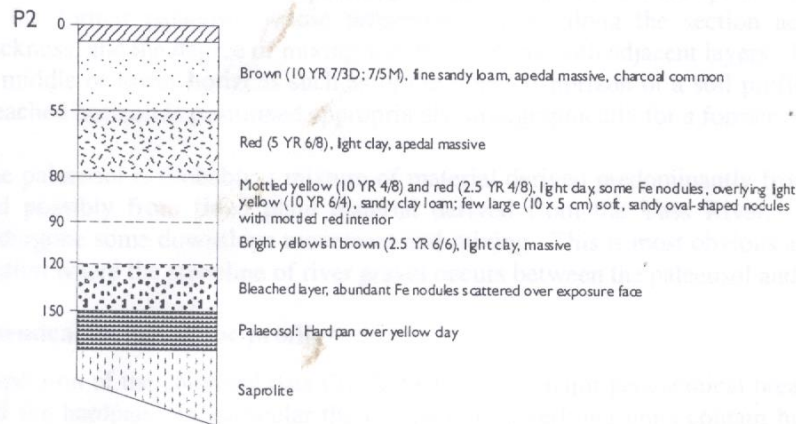 P2
0
Brown (10 YR 7/3D; 7/5M), fine sandy loam, apedal massive, charcoal common
55
Red (5 YR 6/8), light clay, apedal massive
80
Mottled yellow (10 YR 4/8) and red (2.5 YR 4/8), light clay, some Fe nodules, overlying light
yellow (10 YR 6/4), sandy clay loam; few large (10 x 5 cm) soft, sandy oval-shaped nodules
with mottled red interior
90
Bright yellowish brown (2.5 YR 6/6), light clay, massive
120
Bleached layer, abundant Fe nodules scattered over exposure face
150
Palaeosol: Hardpan over yellow clay
Saprolite